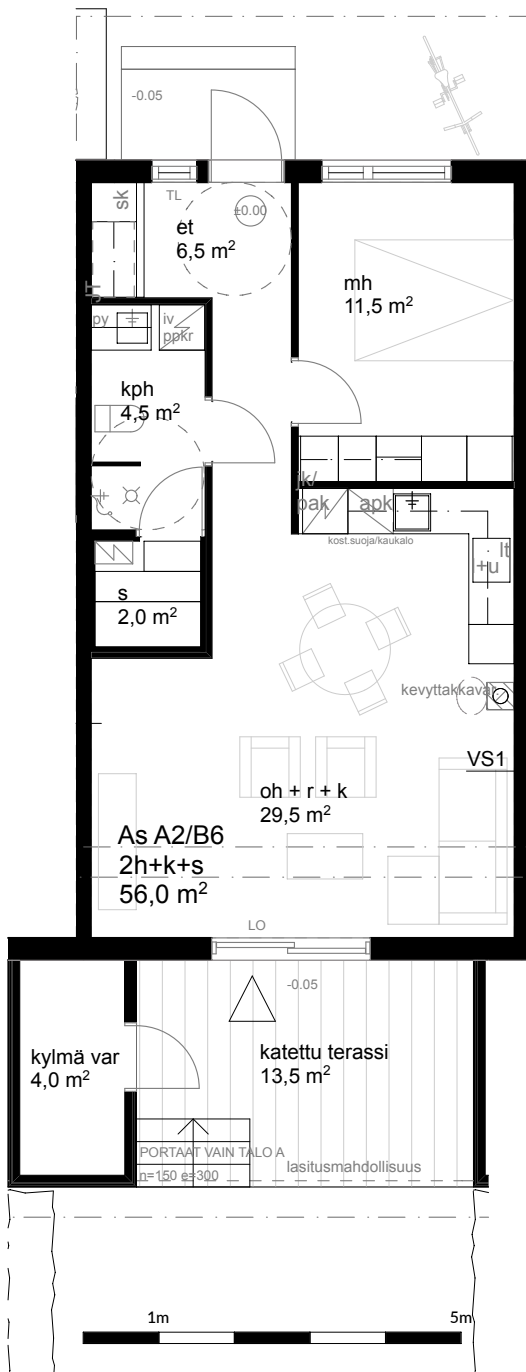 -0.05
sk
TL
±0.00
et
6,5 m²
mh
11,5 m²
JT
py
iv
ppkr
kph
4,5 m²
jk/
pak
apk
kost.suoja/kaukalo
lt
+u
s
2,0 m²
kevyttakkavar.
VS1
oh + r + k
29,5 m²
As A2/B6
2h+k+s
56,0 m²
LO
-0.05
kylmä var
4,0 m²
katettu terassi
13,5 m²
PORTAAT VAIN TALO A
n=150 e=300
lasitusmahdollisuus
1m
5m